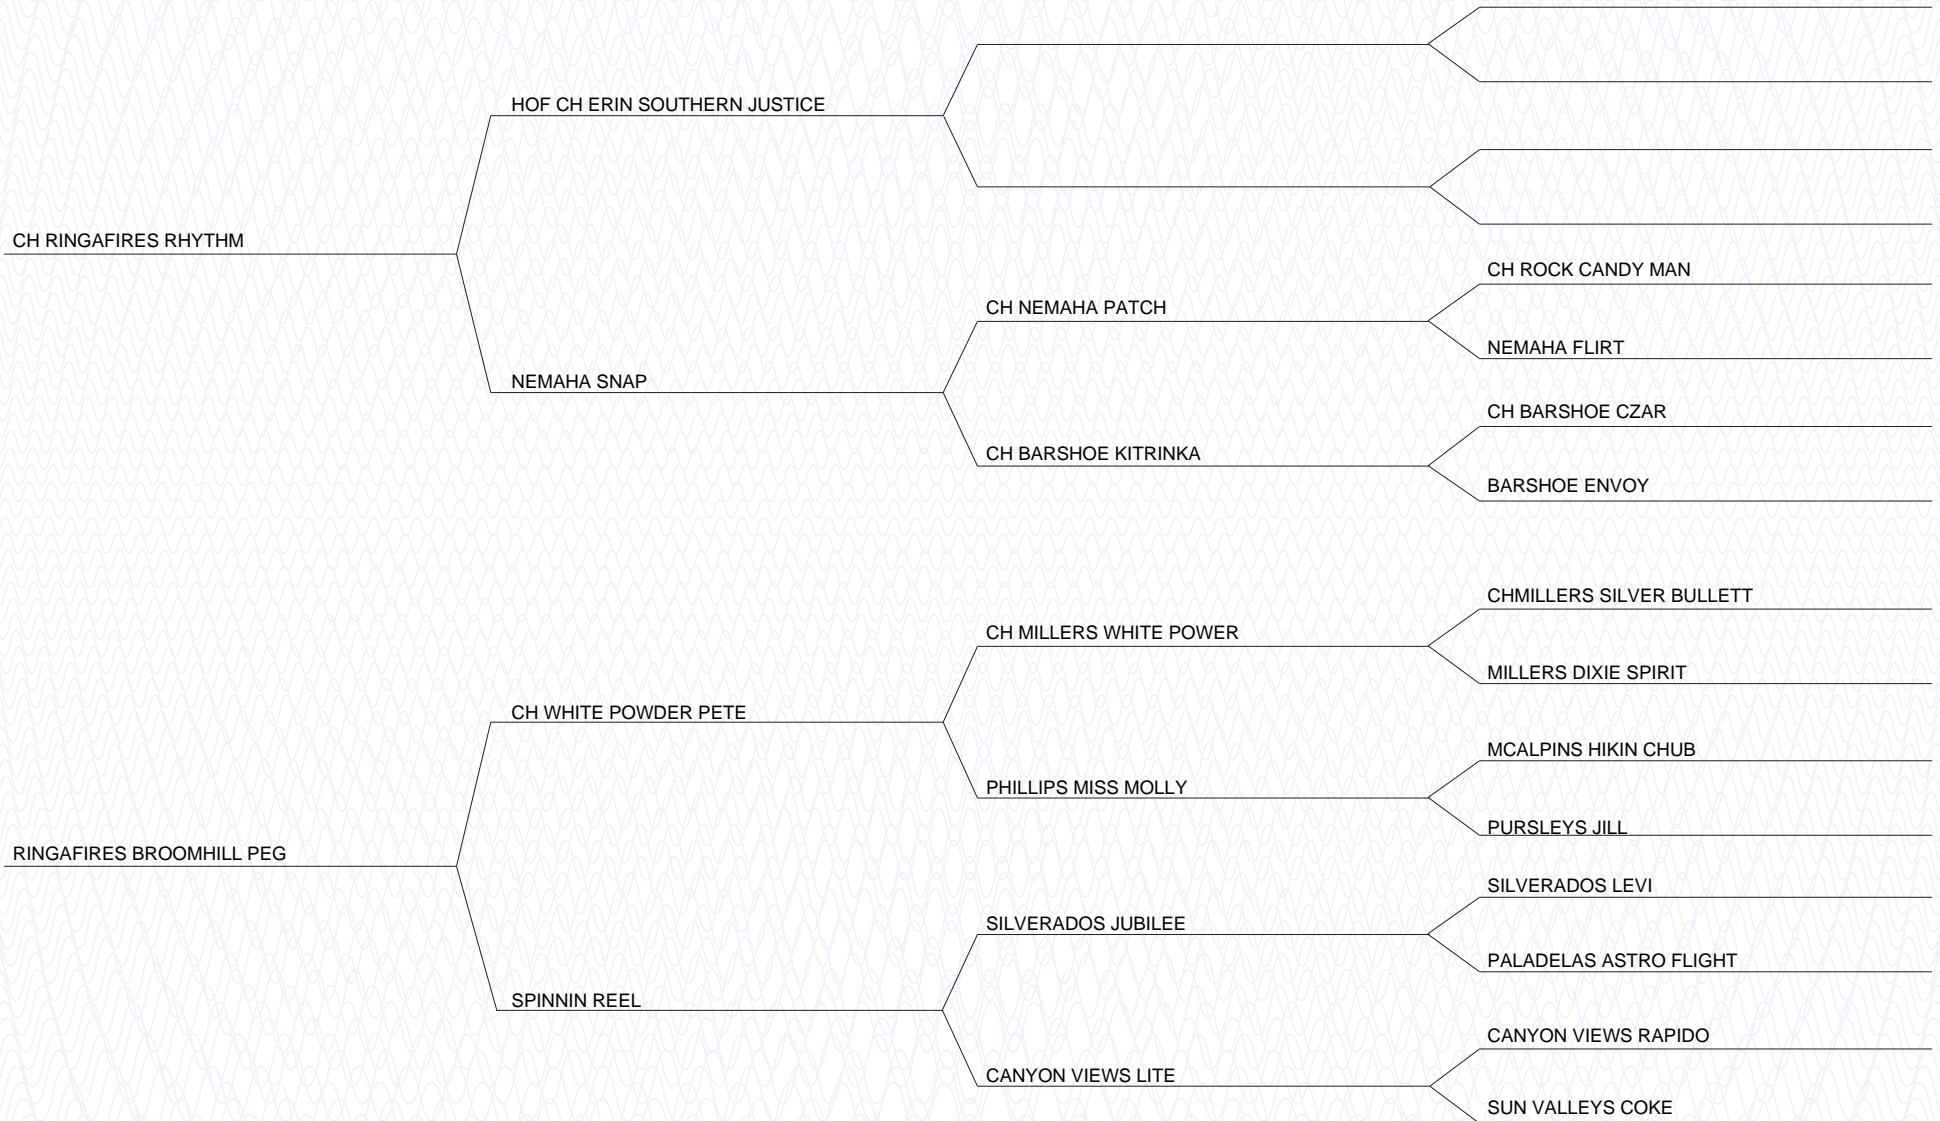 HOF CH ERIN SOUTHERN JUSTICE
CH RINGAFIRES RHYTHM
CH ROCK CANDY MAN
CH NEMAHA PATCH
NEMAHA FLIRT
NEMAHA SNAP
CH BARSHOE CZAR
CH BARSHOE KITRINKA
BARSHOE ENVOY
CHMILLERS SILVER BULLETT
CH MILLERS WHITE POWER
MILLERS DIXIE SPIRIT
CH WHITE POWDER PETE
MCALPINS HIKIN CHUB
PHILLIPS MISS MOLLY
PURSLEYS JILL
RINGAFIRES BROOMHILL PEG
SILVERADOS LEVI
SILVERADOS JUBILEE
PALADELAS ASTRO FLIGHT
SPINNIN REEL
CANYON VIEWS RAPIDO
CANYON VIEWS LITE
SUN VALLEYS COKE